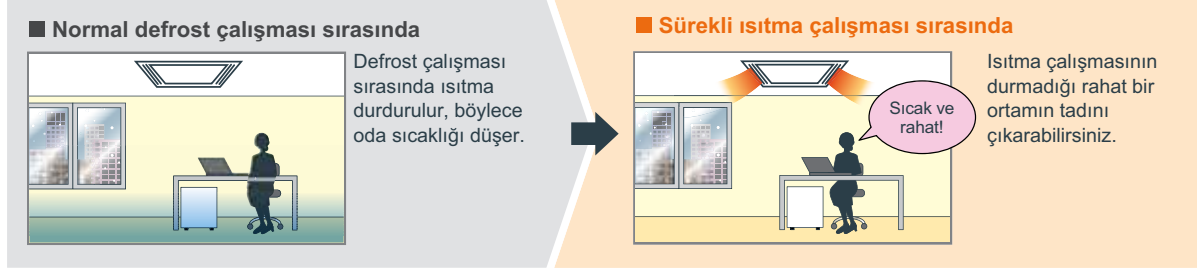 Normal defrost çalışması sırasında
Defrost çalışması
sırasında ısıtma
durdurulur, böylece
oda sıcaklığı düşer.
Sürekli ısıtma çalışması sırasında
Sıcak ve
rahat!
Isıtma çalışmasının
durmadığı rahat bir
ortamın tadını
çıkarabilirsiniz.